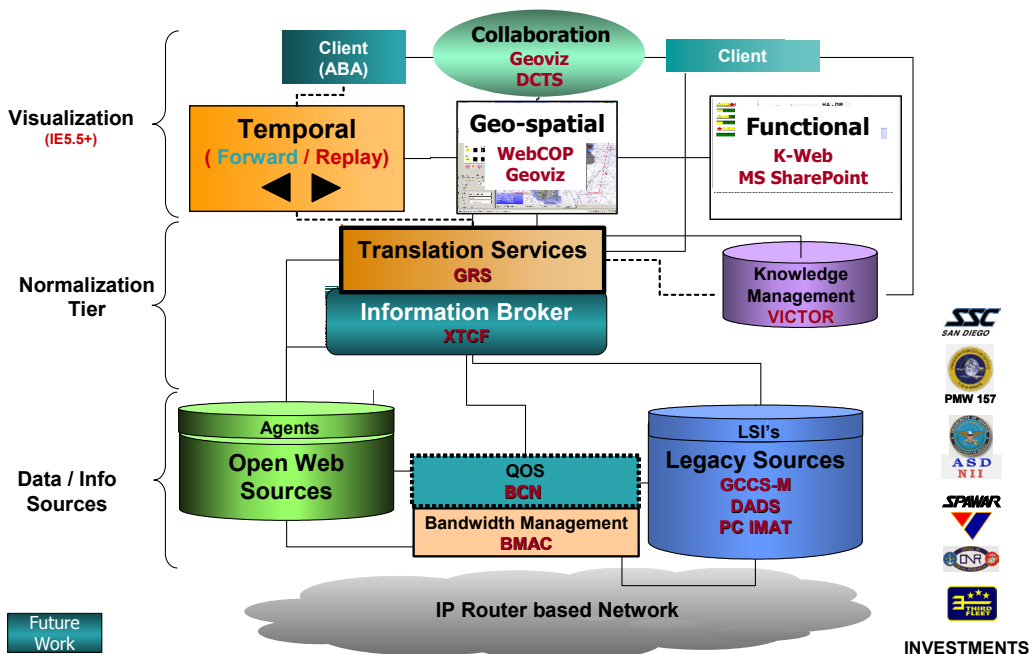 Visualization
(IE5.5+)
Normalization
Tier
Data / Info
Sources
Client
(ABA)
Collaboration
Geoviz
DCTS
Client
Temporal
( Forward / Replay)
Geo-spatial
WebCOP
Geoviz
Functional
K-Web
MS SharePoint
Translation Services
GRS
Information Broker
XTCF
Knowledge
Management
VICTOR
Agents
Open Web
Sources
QOS
BCN
Bandwidth Management
BMAC
LSI's
Legacy Sources
GCCS-M
DADS
PC IMAT
IP Router based Network
Future
Work
SSC
SAN DIEGO
PMW 157
ASD
NII
SPAWAR
ONR
THIRD
FLEET
INVESTMENTS